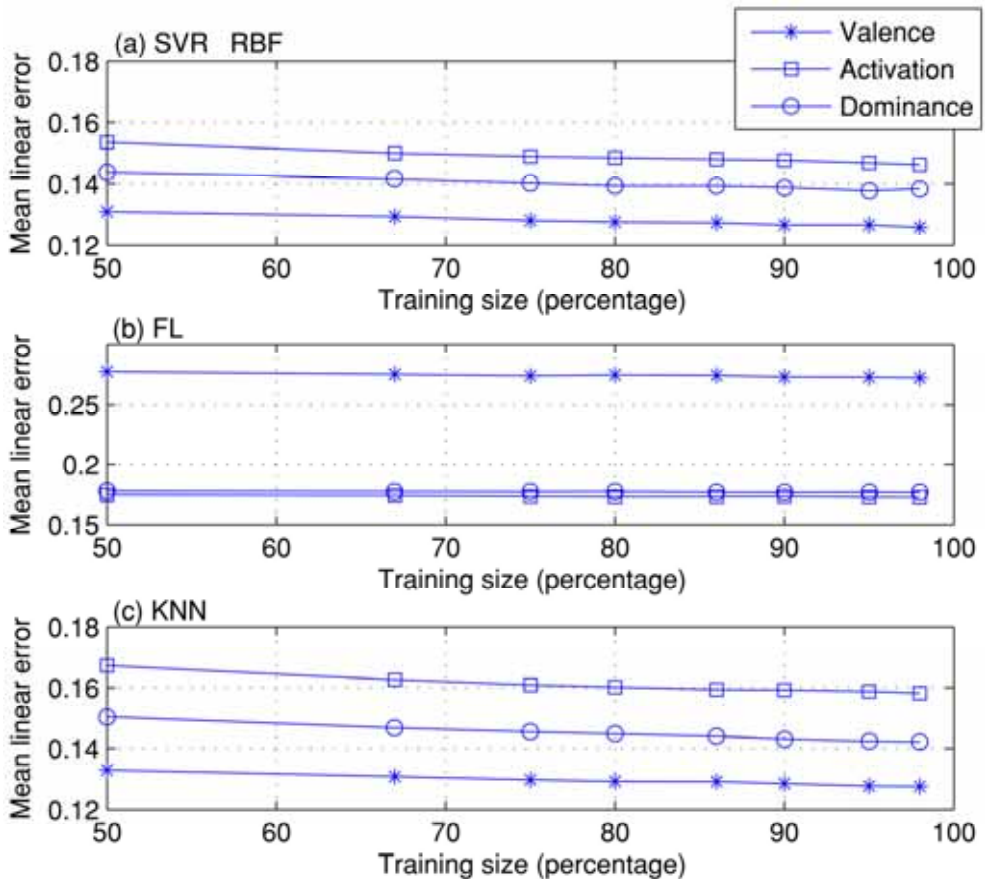 (a) SVR RBF
Valence
Activation
Dominance
Mean linear error
0.18
0.16
0.14
0.12
50 60 70 80 90 100
Training size (percentage)
(b) FL
Mean linear error
0.25
0.2
0.15
50 60 70 80 90 100
Training size (percentage)
(c) KNN
Mean linear error
0.18
0.16
0.14
0.12
50 60 70 80 90 100
Training size (percentage)